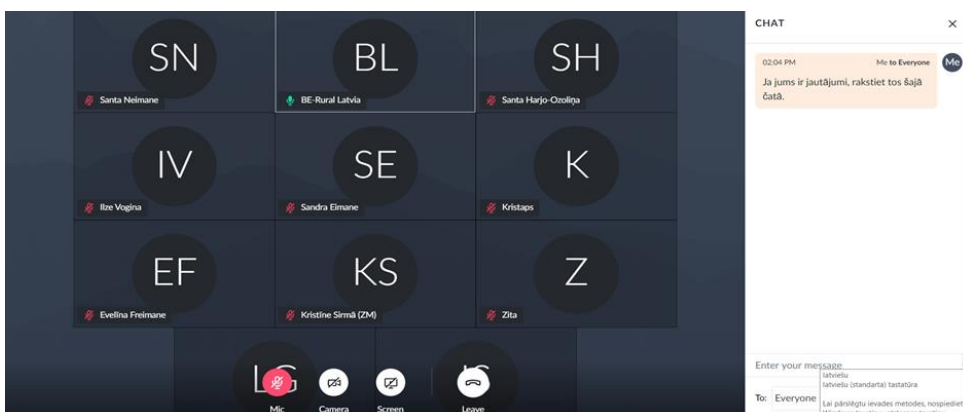 SN
BL
SH
Santa Neimane
BE-Rural Latvia
Santa Harjo-Ozoliņa
IV
SE
K
Ilze Vogina
Sandra Eimane
Kristaps
EF
KS
Z
Evelīna Freimane
Kristīne Sirmā (ZM)
Zita
Mic
Camera
Screen
Leave
CHAT
02:04 PM
Me to Everyone
Me
Ja jums ir jautājumi, rakstiet tos šajā
čatā.
Enter your message
latviešu
latviešu (standarta) tastatūra
To: Everyone
Lai pārslēgtu ievades metodes, nospiediet